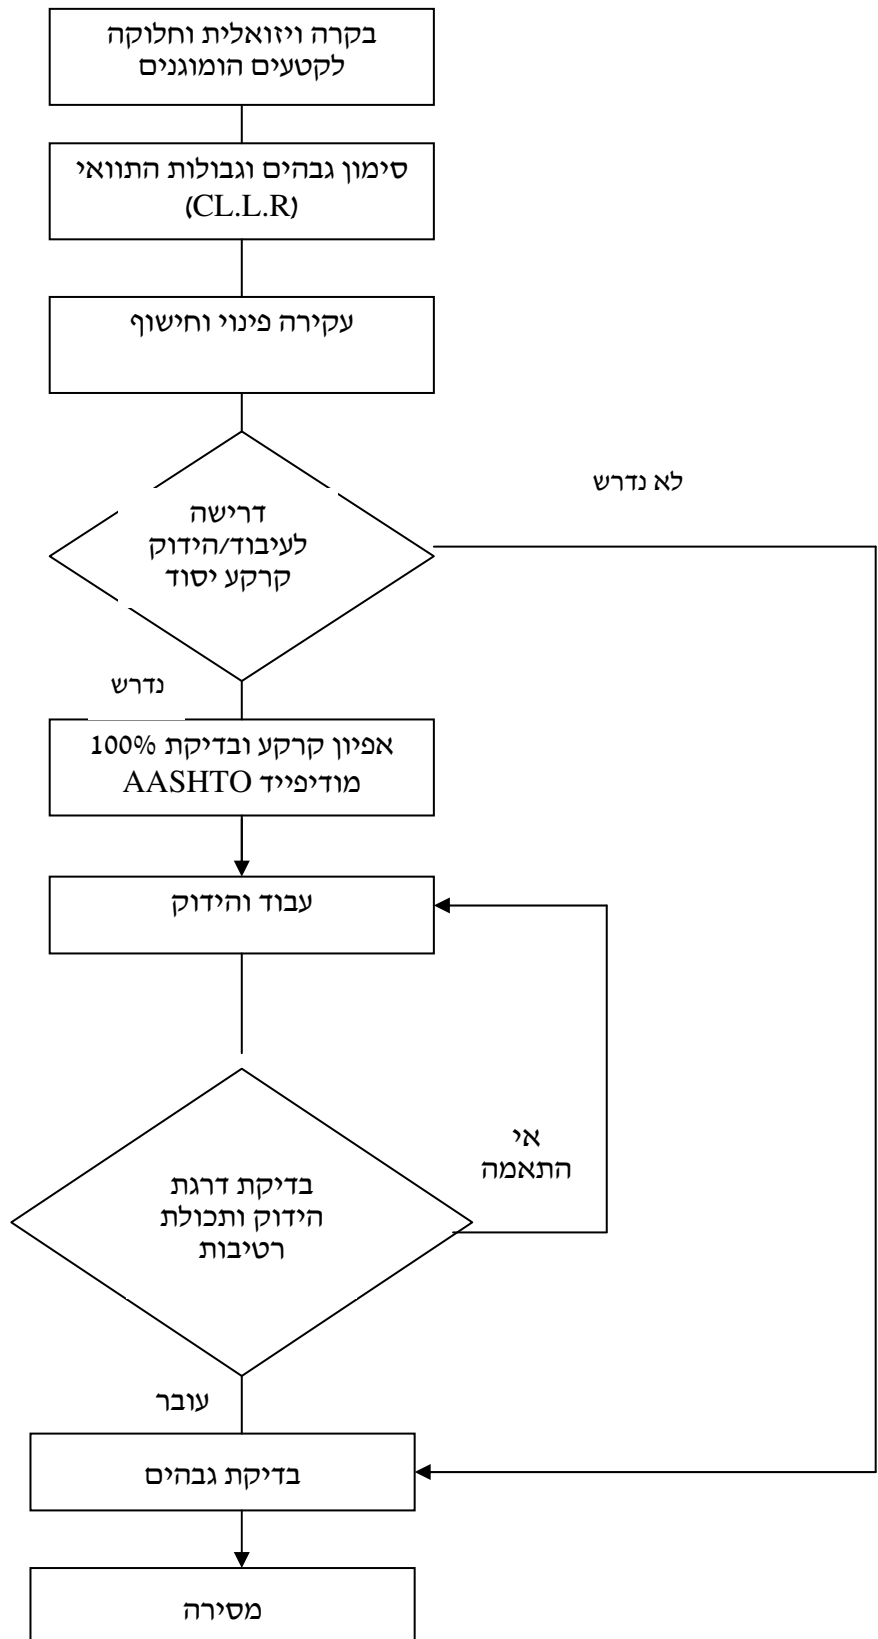 בקרה ויזואלית וחלוקה
לקטעים הומוגנים
סימון גבהים וגבולות התוואי
(CL.L.R)
עקירה פינוי וחישוף
לא נדרש
דרישה
לעיבוד/הידוק
קרקע יסוד
נדרש
אפיון קרקע ובדיקת 100%
מודיפייד AASHTO
עבוד והידוק
אי
התאמה
בדיקת דרגת
הידוק ותכולת
רטיבות
עובר
בדיקת גבהים
מסירה